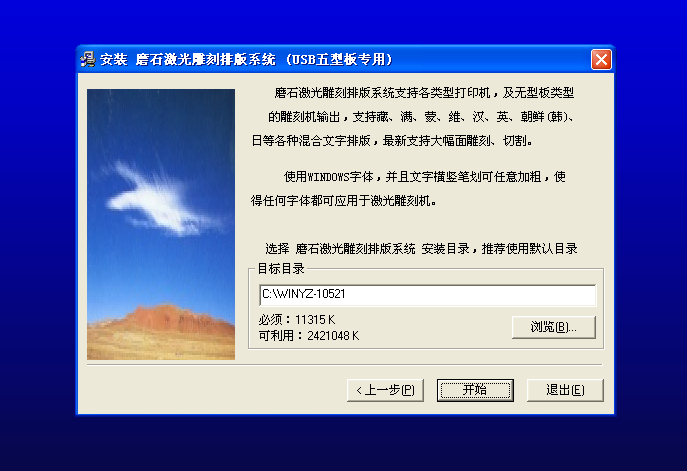 安装 磨石激光雕刻排版系统 (USB五型板专用)
磨石激光雕刻排版系统支持各类型打印机，及无型板类型
的雕刻机输出，支持藏、满、蒙、维、汉、英、朝鲜(韩)、
日等各种混合文字排版，最新支持大幅面雕刻、切割。
使用WINDOWS字体，并且文字横竖笔划可任意加粗，使
得任何字体都可应用于激光雕刻机。
选择 磨石激光雕刻排版系统 安装目录，推荐使用默认目录
目标目录
C:\WINYZ-10521
必须：11315 K
可利用：2421048 K
浏览(B)...
<上一步(P)
开始
退出(E)